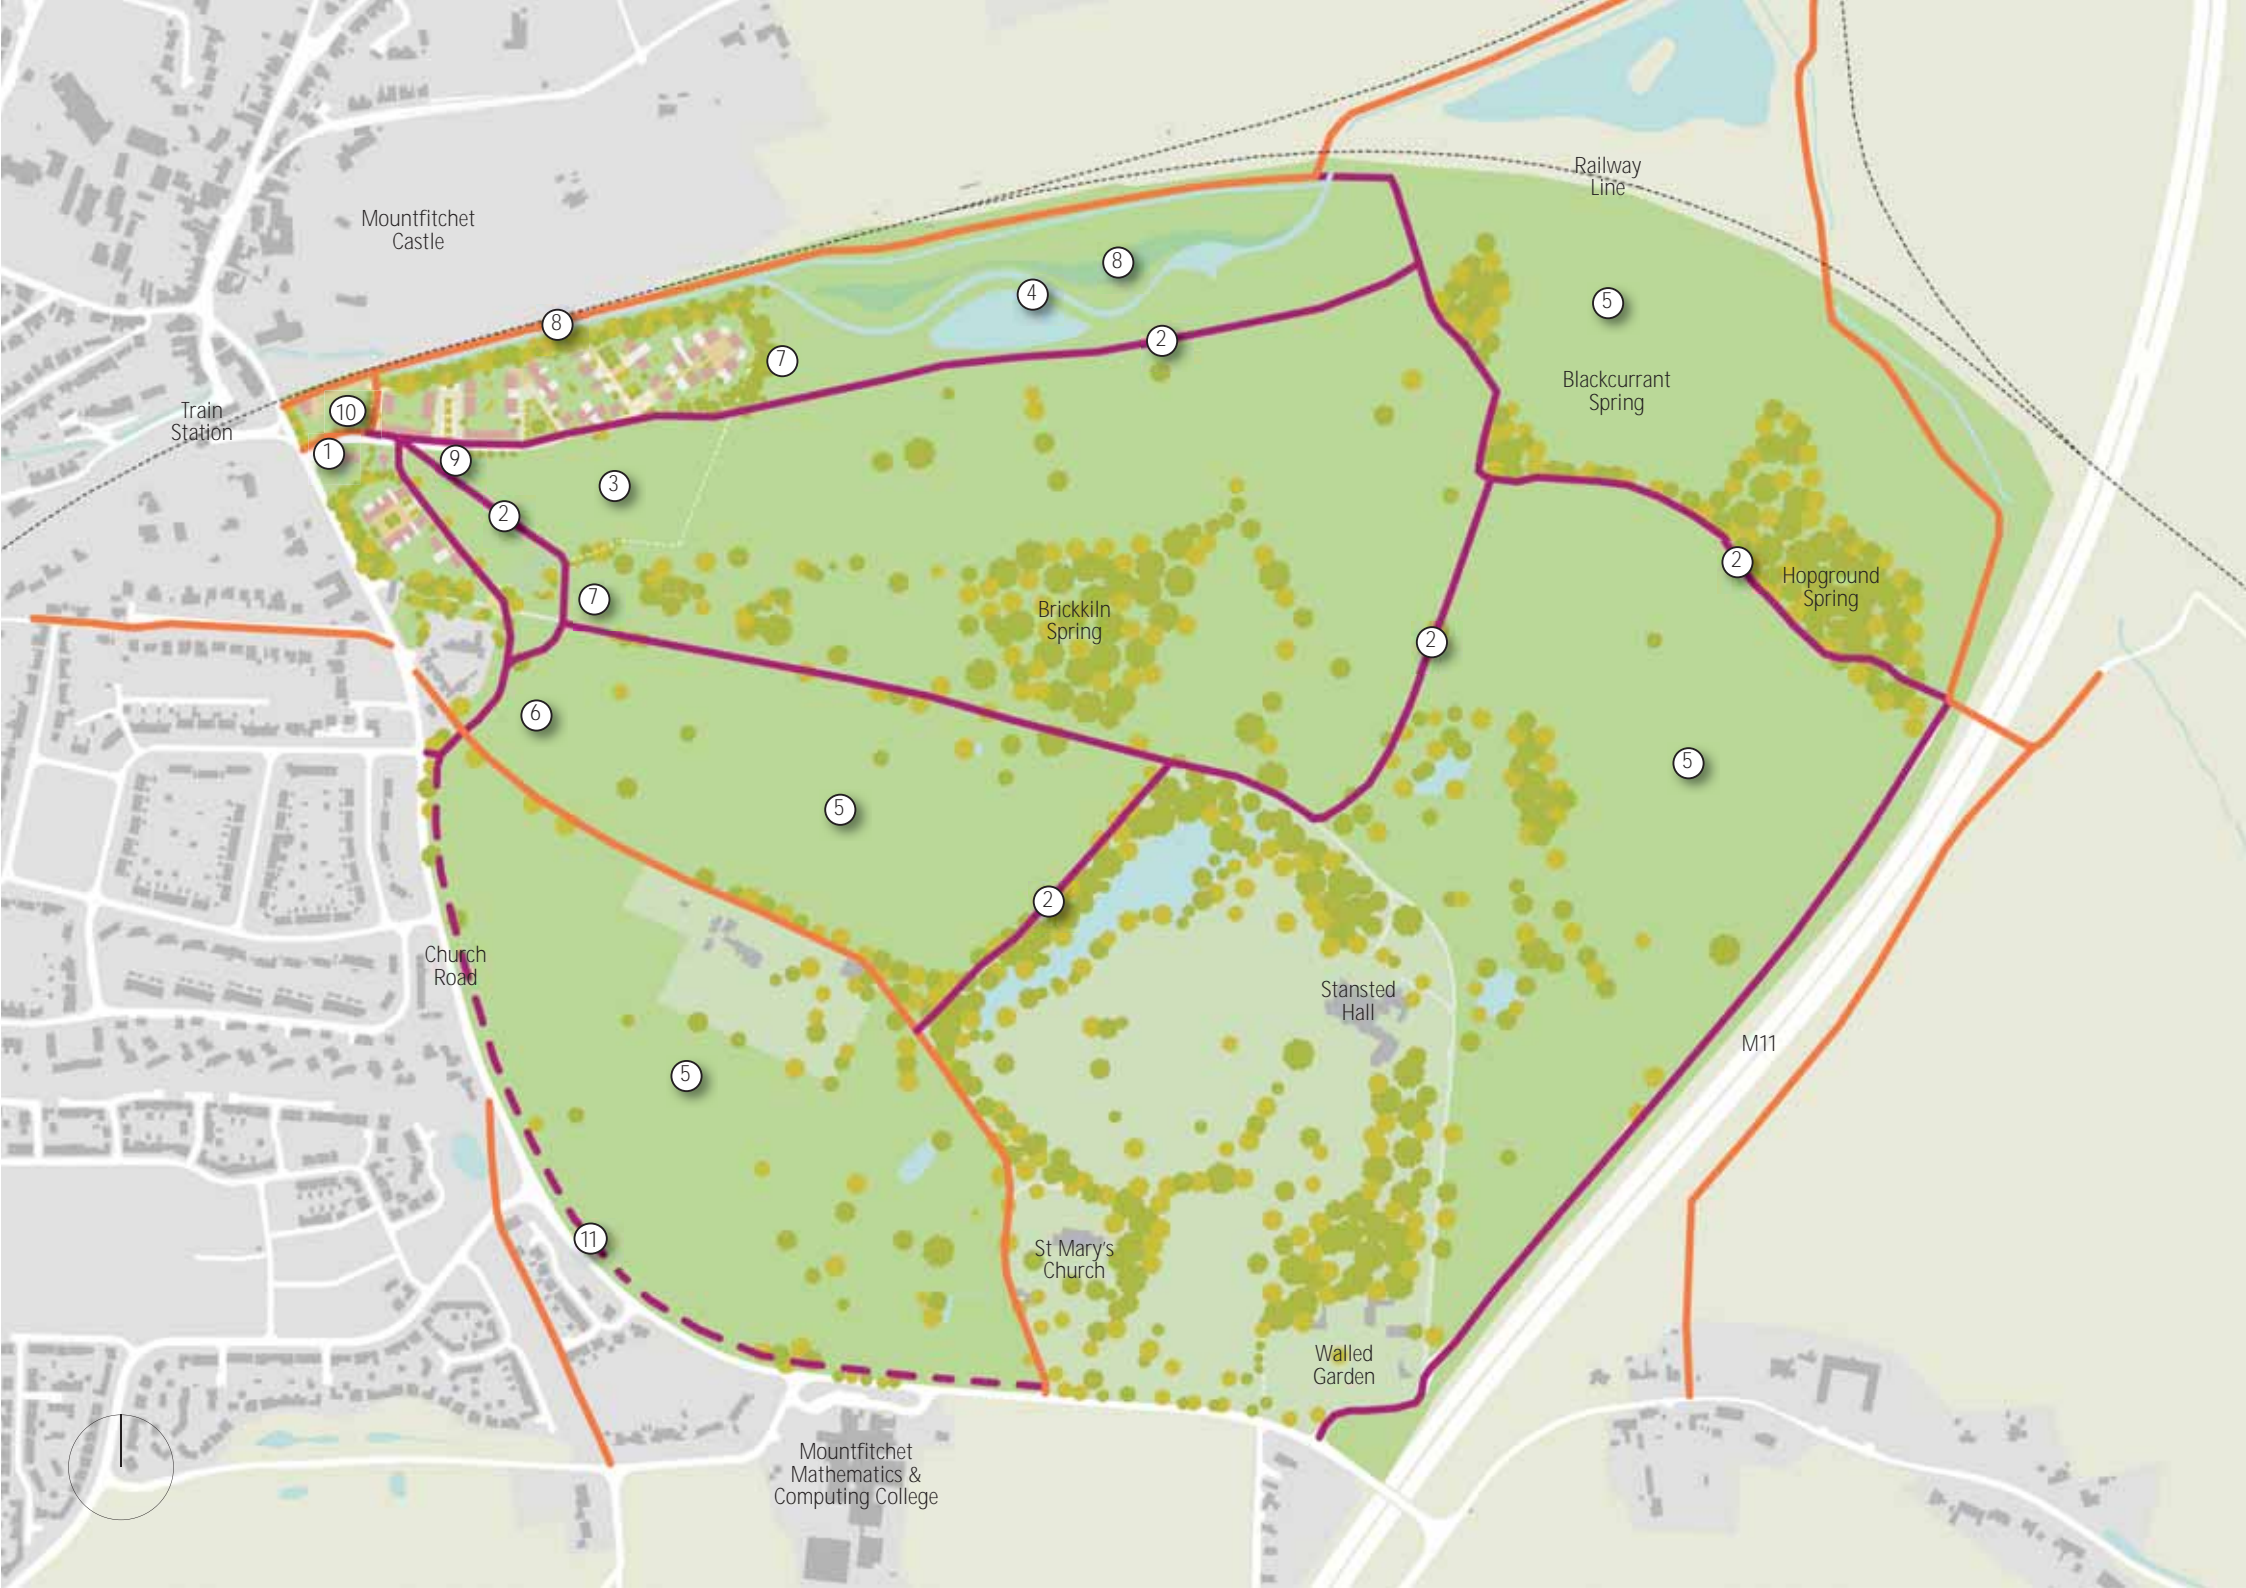 Railway
Line
Mountfitchet
Castle
8
4
5
8
2
7
Blackcurrant
Spring
Train
Station
10
1
9
3
2
2
Hopground
Spring
7
Brickkiln
Spring
2
6
5
5
2
Church
Road
Stansted
Hall
M11
5
11
St Mary's
Church
Walled
Garden
Mountfitchet
Mathematics &
Computing College